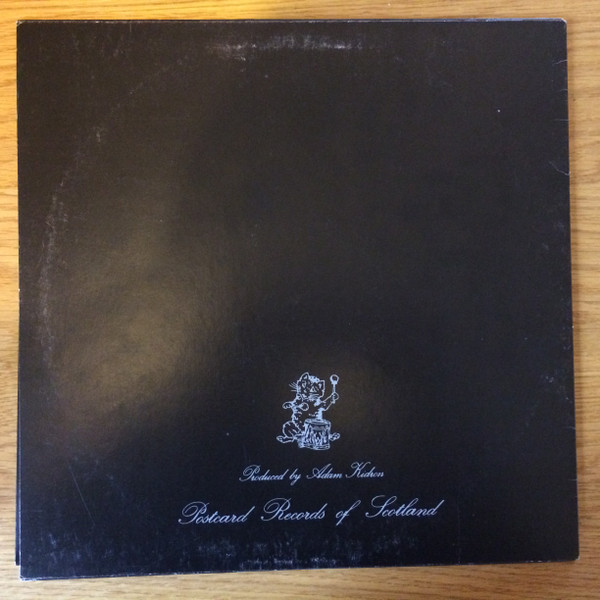 Produced by Adam Kidron
Postcard Records of Scotland